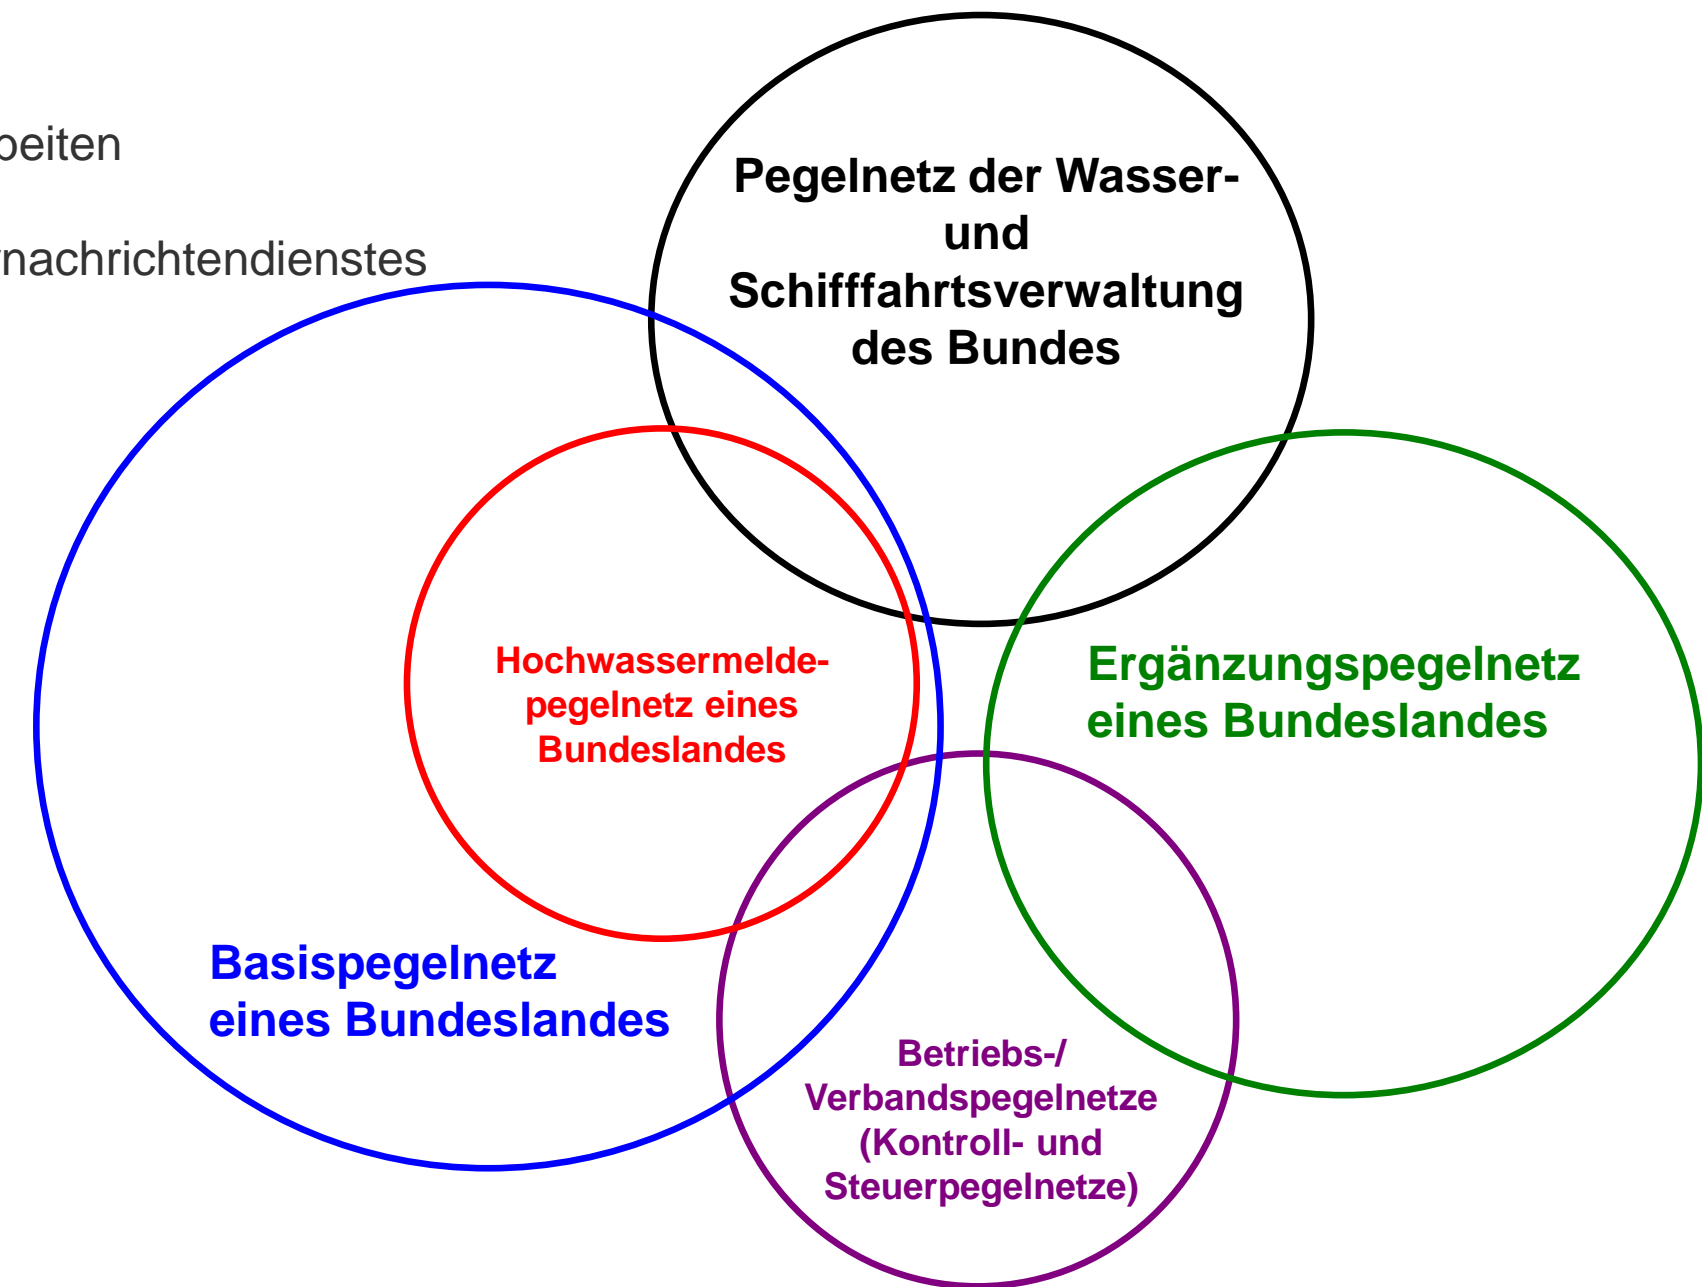 beiten
nachrichtendienstes
Pegelnetz der Wasser-
und
Schifffahrtsverwaltung
des Bundes
Hochwassermelde-
pegelnetz eines
Bundeslandes
Ergänzungspegelnetz
eines Bundeslandes
Basispegelnetz
eines Bundeslandes
Betriebs-/
Verbandspegelnetze
(Kontroll- und
Steuerpegelnetze)